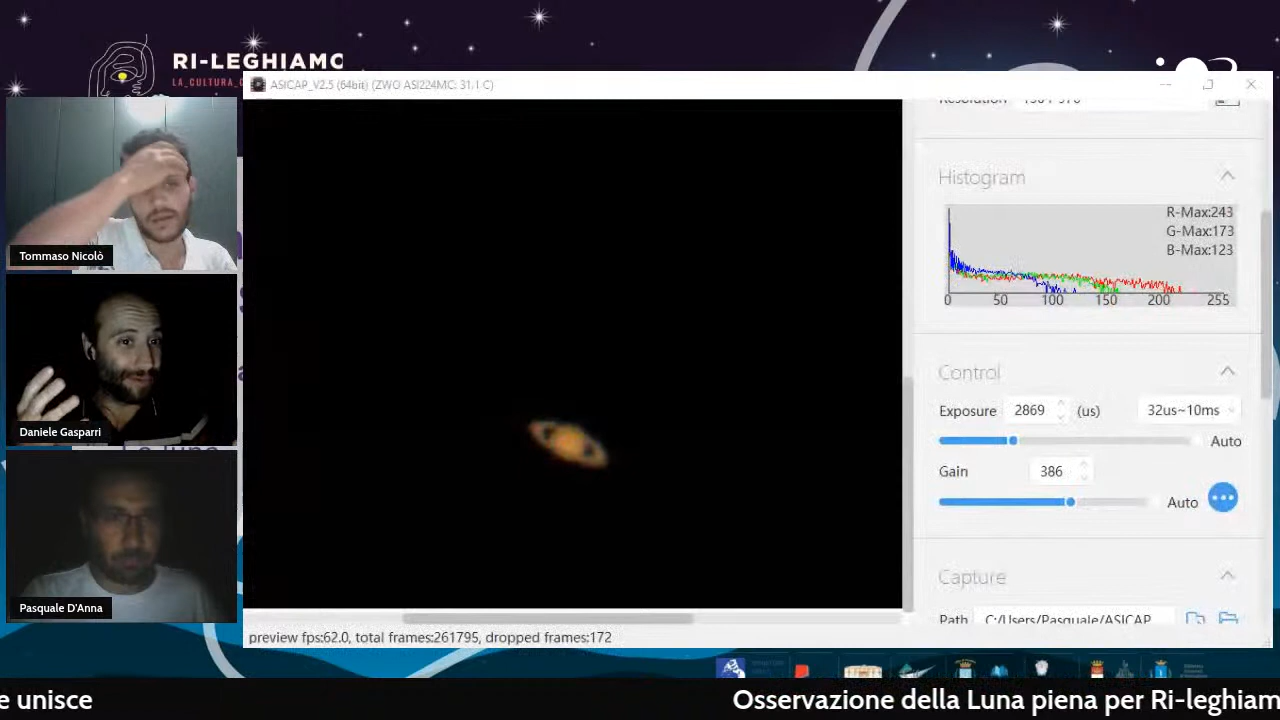 RI-LEGHIAMO
LA_CULTURA_
ASICAP_V2.5 (64bit) (ZWO ASI224MC: 31.1 C)
Resolution
Histogram
R-Max:243
G-Max:173
B-Max:123
0 50 100 150 200 255
Tommaso Nicolò
Control
Exposure 2869 (us) 32us~10ms
Auto
Daniele Gasparri
Gain 386
Auto
Capture
Pasquale D'Anna
Path C:/Users/Pasquale/ASICAP
preview fps:62.0, total frames:261795, dropped frames:172
e unisce
Osservazione della Luna piena per Ri-leghiam